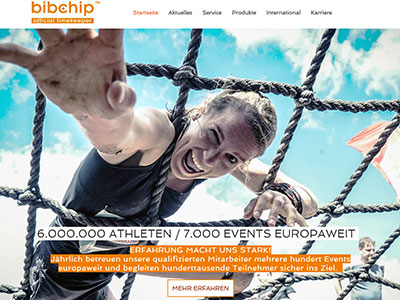 bibchip™
official timekeeper
Startseite Aktuelles Service Produkte International Karriere
6.000.000 ATHLETEN / 7.000 EVENTS EUROPAWEIT
ERFAHRUNG MACHT UNS STARK!
Jährlich betreuen unsere qualifizierten Mitarbeiter mehrere hundert Events
europaweit und begleiten hunderttausende Teilnehmer sicher ins Ziel.
MEHR ERFAHREN